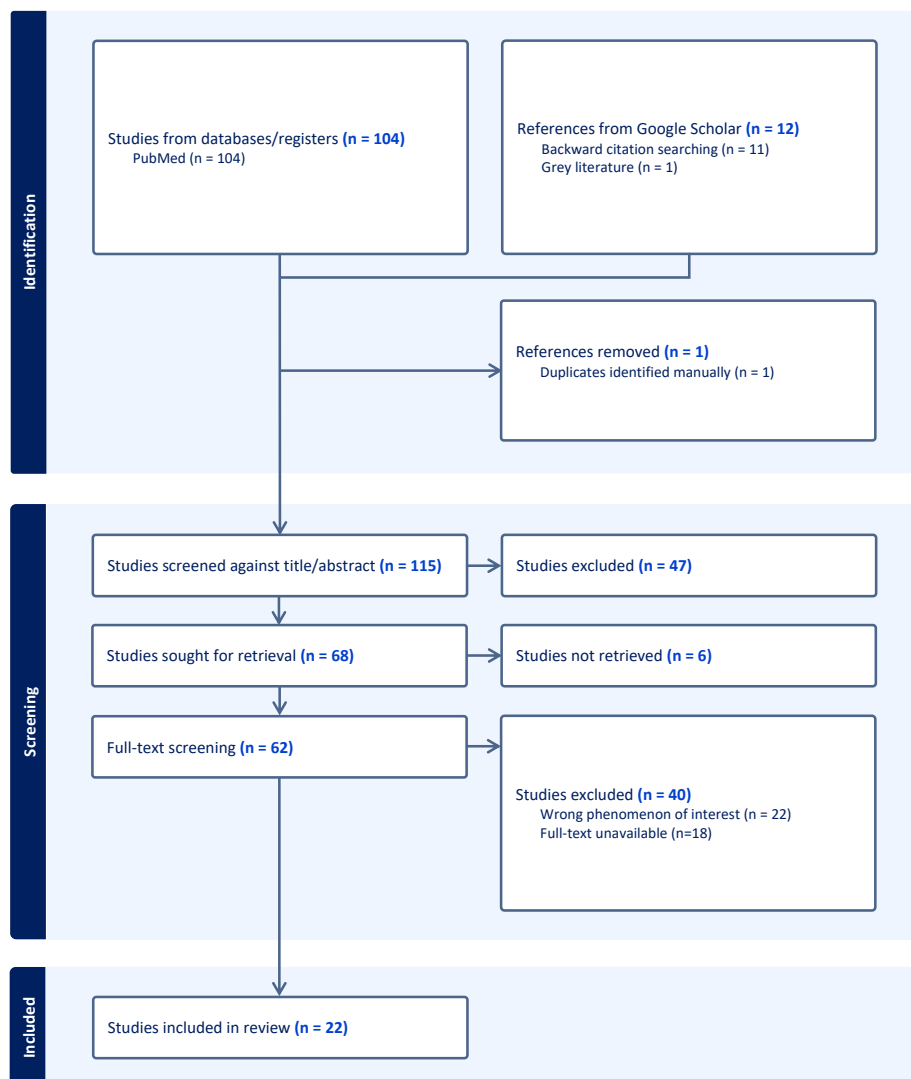 Identification
Studies from databases/registers (n = 104)
PubMed (n = 104)
References from Google Scholar (n = 12)
Backward citation searching (n = 11)
Grey literature (n = 1)
References removed (n = 1)
Duplicates identified manually (n = 1)
Screening
Studies screened against title/abstract (n = 115)
Studies excluded (n = 47)
Studies sought for retrieval (n = 68)
Studies not retrieved (n = 6)
Full-text screening (n = 62)
Studies excluded (n = 40)
Wrong phenomenon of interest (n = 22)
Full-text unavailable (n=18)
Included
Studies included in review (n = 22)